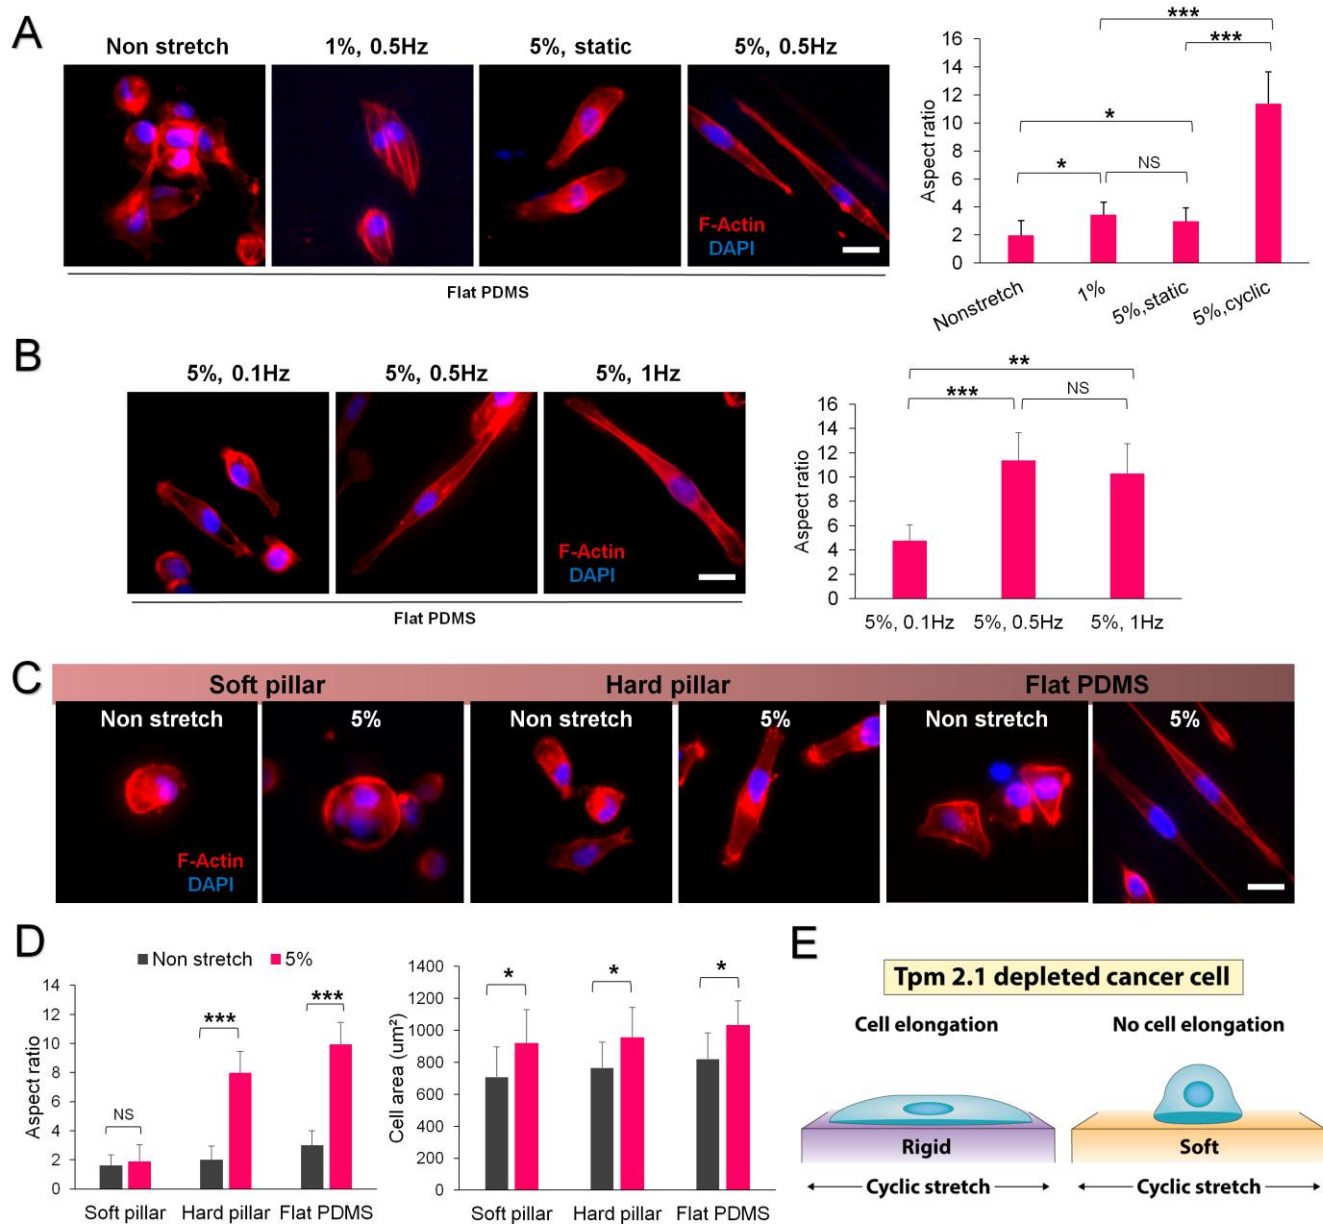 A
Non stretch
1%, 0.5Hz
5%, static
5%, 0.5Hz
F-Actin
DAPI
Flat PDMS
***
***
*
*
NS
Aspect ratio
16
14
12
10
8
6
4
2
0
Nonstretch
1%
5%,static
5%,cyclic
B
5%, 0.1Hz
5%, 0.5Hz
5%, 1Hz
F-Actin
DAPI
Flat PDMS
**
***
NS
Aspect ratio
16
14
12
10
8
6
4
2
0
5%, 0.1Hz
5%, 0.5Hz
5%, 1Hz
C
Soft pillar
Hard pillar
Flat PDMS
Non stretch
5%
Non stretch
5%
Non stretch
5%
F-Actin
DAPI
D
Non stretch
5%
Aspect ratio
14
12
10
8
6
4
2
0
NS
***
***
Soft pillar
Hard pillar
Flat PDMS
Cell area (um²)
1400
1200
1000
800
600
400
200
0
*
*
*
Soft pillar
Hard pillar
Flat PDMS
E
Tpm 2.1 depleted cancer cell
Cell elongation
No cell elongation
Rigid
Soft
Cyclic stretch
Cyclic stretch